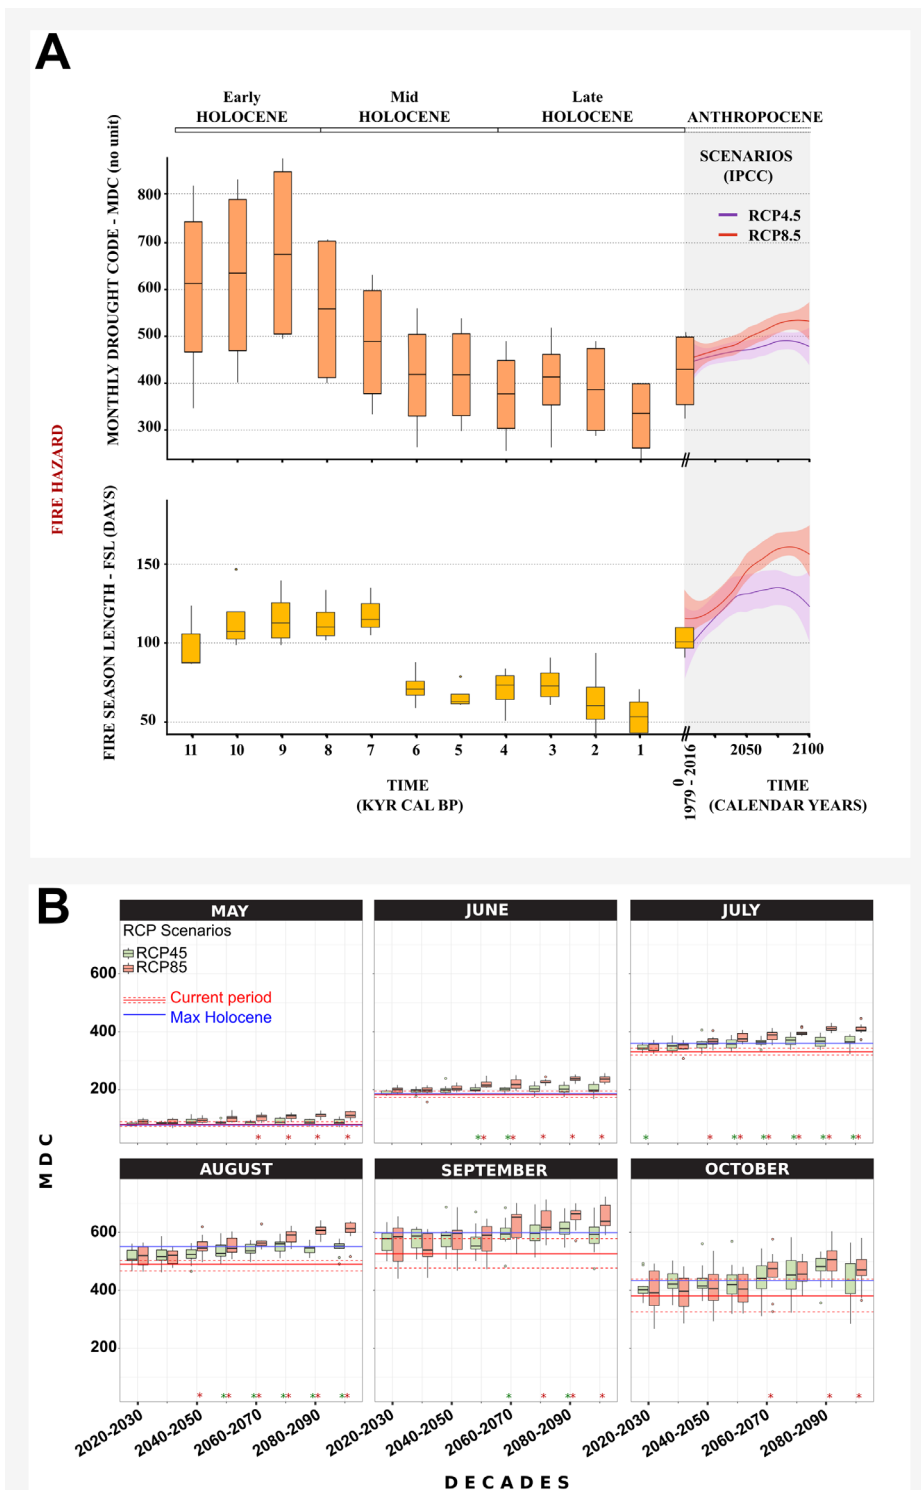 A
Early
HOLOCENE
Mid
HOLOCENE
Late
HOLOCENE
ANTHROPOCENE
SCENARIOS
(IPCC)
RCP4.5
RCP8.5
FIRE HAZARD
MONTHLY DROUGHT CODE - MDC (no unit)
800
700
600
500
400
300
FIRE SEASON LENGTH - FSL (DAYS)
150
100
50
11 10 9 8 7 6 5 4 3 2 1 0 2050 2100
1979 - 2016
TIME
(KYR CAL BP)
TIME
(CALENDAR YEARS)
B
MAY JUNE JULY
RCP Scenarios
RCP45
RCP85
Current period
Max Holocene
600
400
200
* * * *
** ** * * *
* * ** ** ** ** **
MDC
AUGUST SEPTEMBER OCTOBER
600
400
200
* ** ** ** ** **
* * ** *
* * *
2020-2030 2040-2050 2060-2070 2080-2090 2020-2030 2040-2050 2060-2070 2080-2090 2020-2030 2040-2050 2060-2070 2080-2090
DECADES